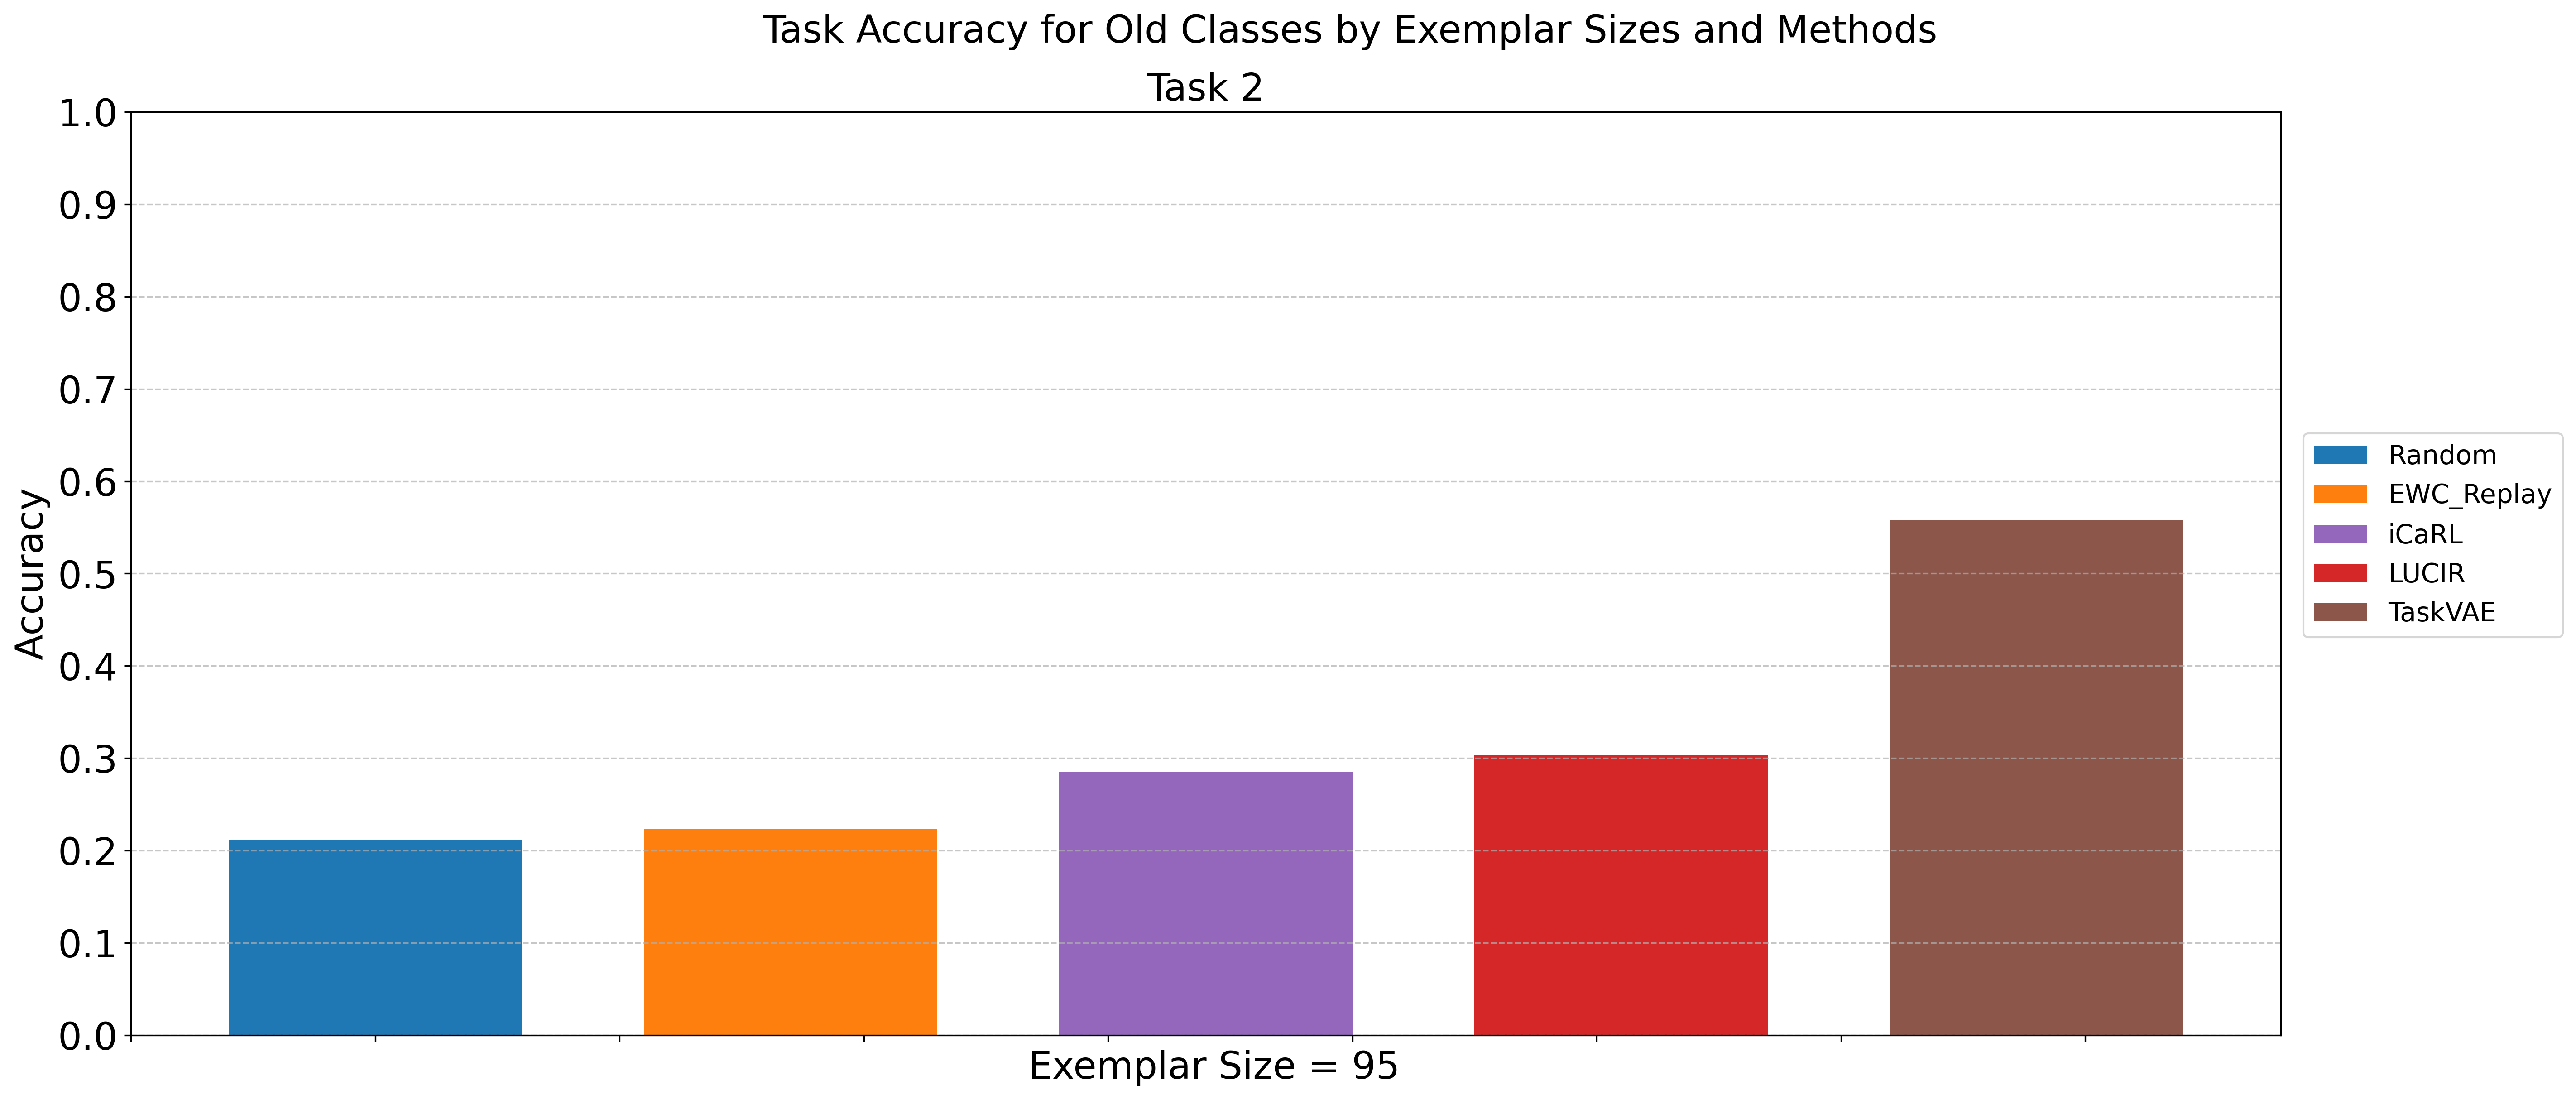 Task Accuracy for Old Classes by Exemplar Sizes and Methods
Task 2
1.0
0.9
0.8
0.7
0.6
0.5
0.4
0.3
0.2
0.1
0.0
Accuracy
Exemplar Size = 95
Random
EWC_Replay
iCaRL
LUCIR
TaskVAE